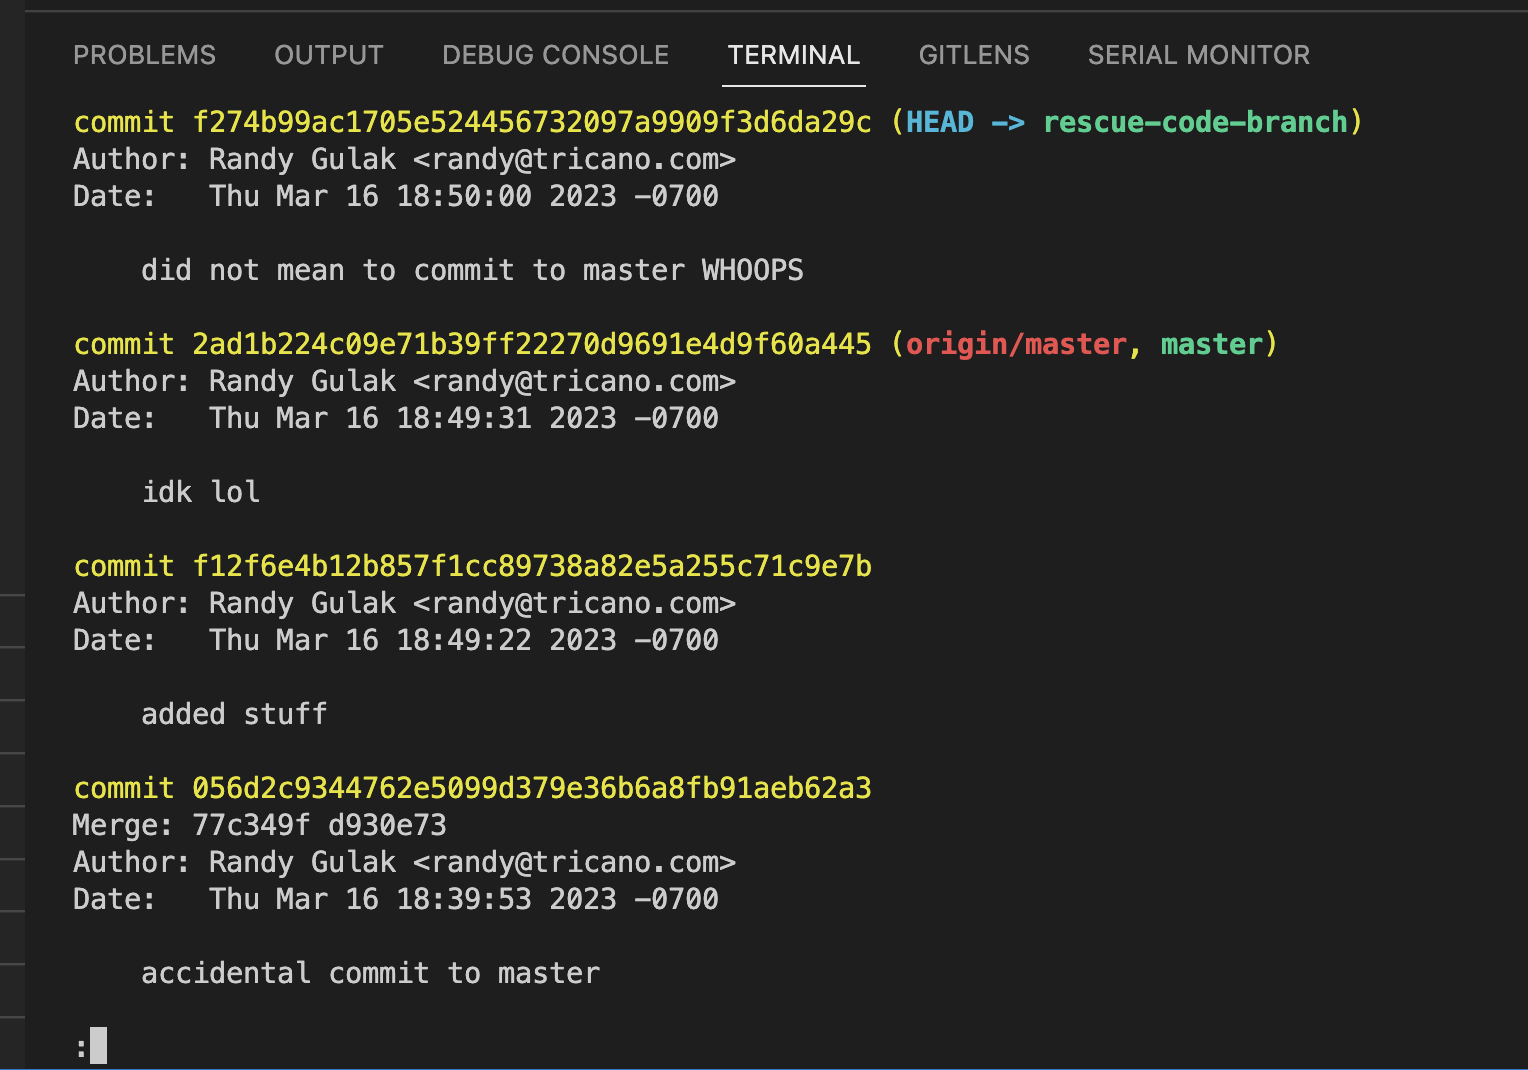 PROBLEMS OUTPUT DEBUG CONSOLE TERMINAL GITLENS SERIAL MONITOR
commit f274b99ac1705e524456732097a9909f3d6da29c (HEAD -> rescue-code-branch)
Author: Randy Gulak <randy@tricano.com>
Date:   Thu Mar 16 18:50:00 2023 -0700
    did not mean to commit to master WHOOPS
commit 2ad1b224c09e71b39ff22270d9691e4d9f60a445 (origin/master, master)
Author: Randy Gulak <randy@tricano.com>
Date:   Thu Mar 16 18:49:31 2023 -0700
    idk lol
commit f12f6e4b12b857f1cc89738a82e5a255c71c9e7b
Author: Randy Gulak <randy@tricano.com>
Date:   Thu Mar 16 18:49:22 2023 -0700
    added stuff
commit 056d2c9344762e5099d379e36b6a8fb91aeb62a3
Merge: 77c349f d930e73
Author: Randy Gulak <randy@tricano.com>
Date:   Thu Mar 16 18:39:53 2023 -0700
    accidental commit to master
: